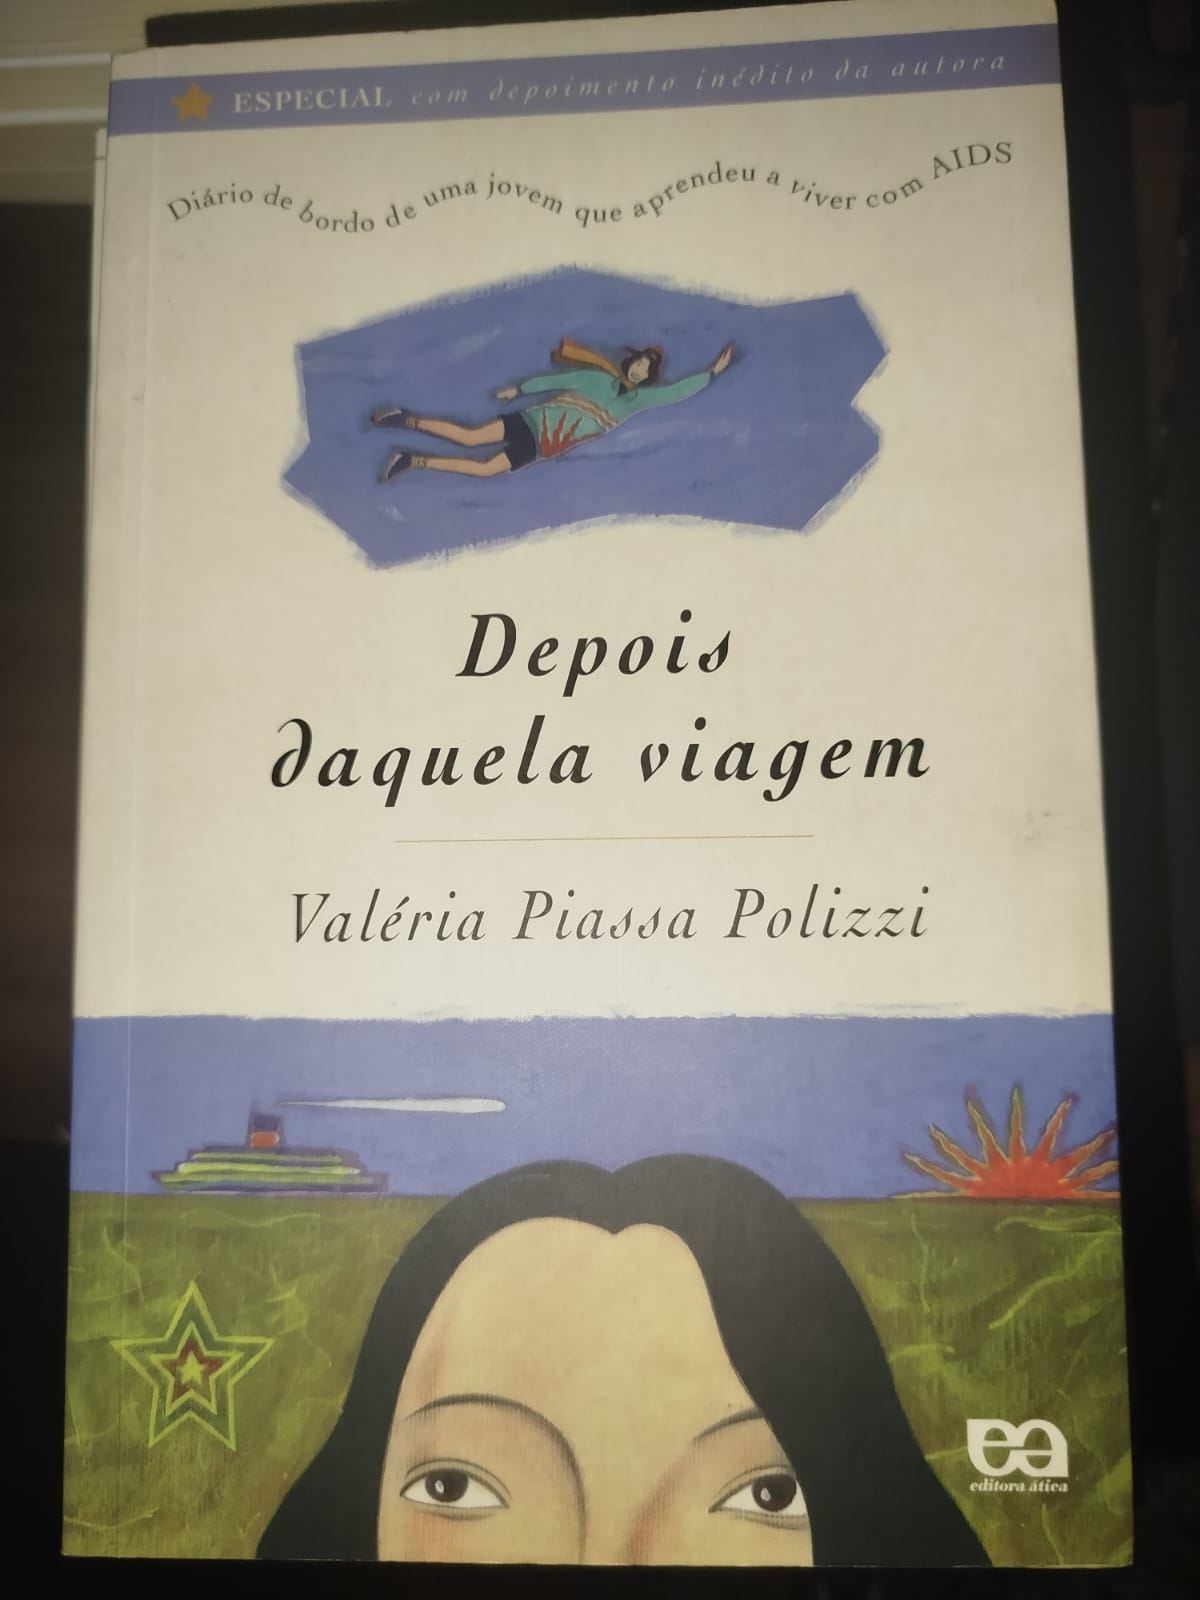 ESPECIAL com depoimento inédito da autora
Diário de bordo de uma jovem que aprendeu a viver com AIDS
Depois
daquela viagem
Valéria Piassa Polizzi
ea
editora ática